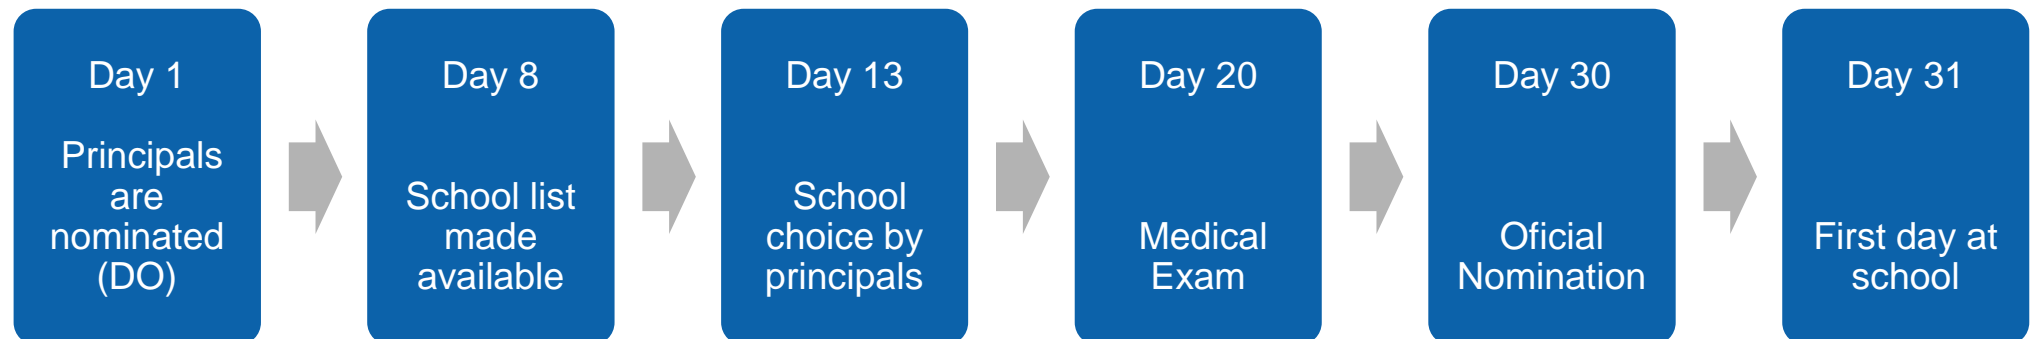 Day 1
Principals
are
nominated
(DO)
Day 8
School list
made
available
Day 13
School
choice by
principals
Day 20
Medical
Exam
Day 30
Oficial
Nomination
Day 31
First day at
school